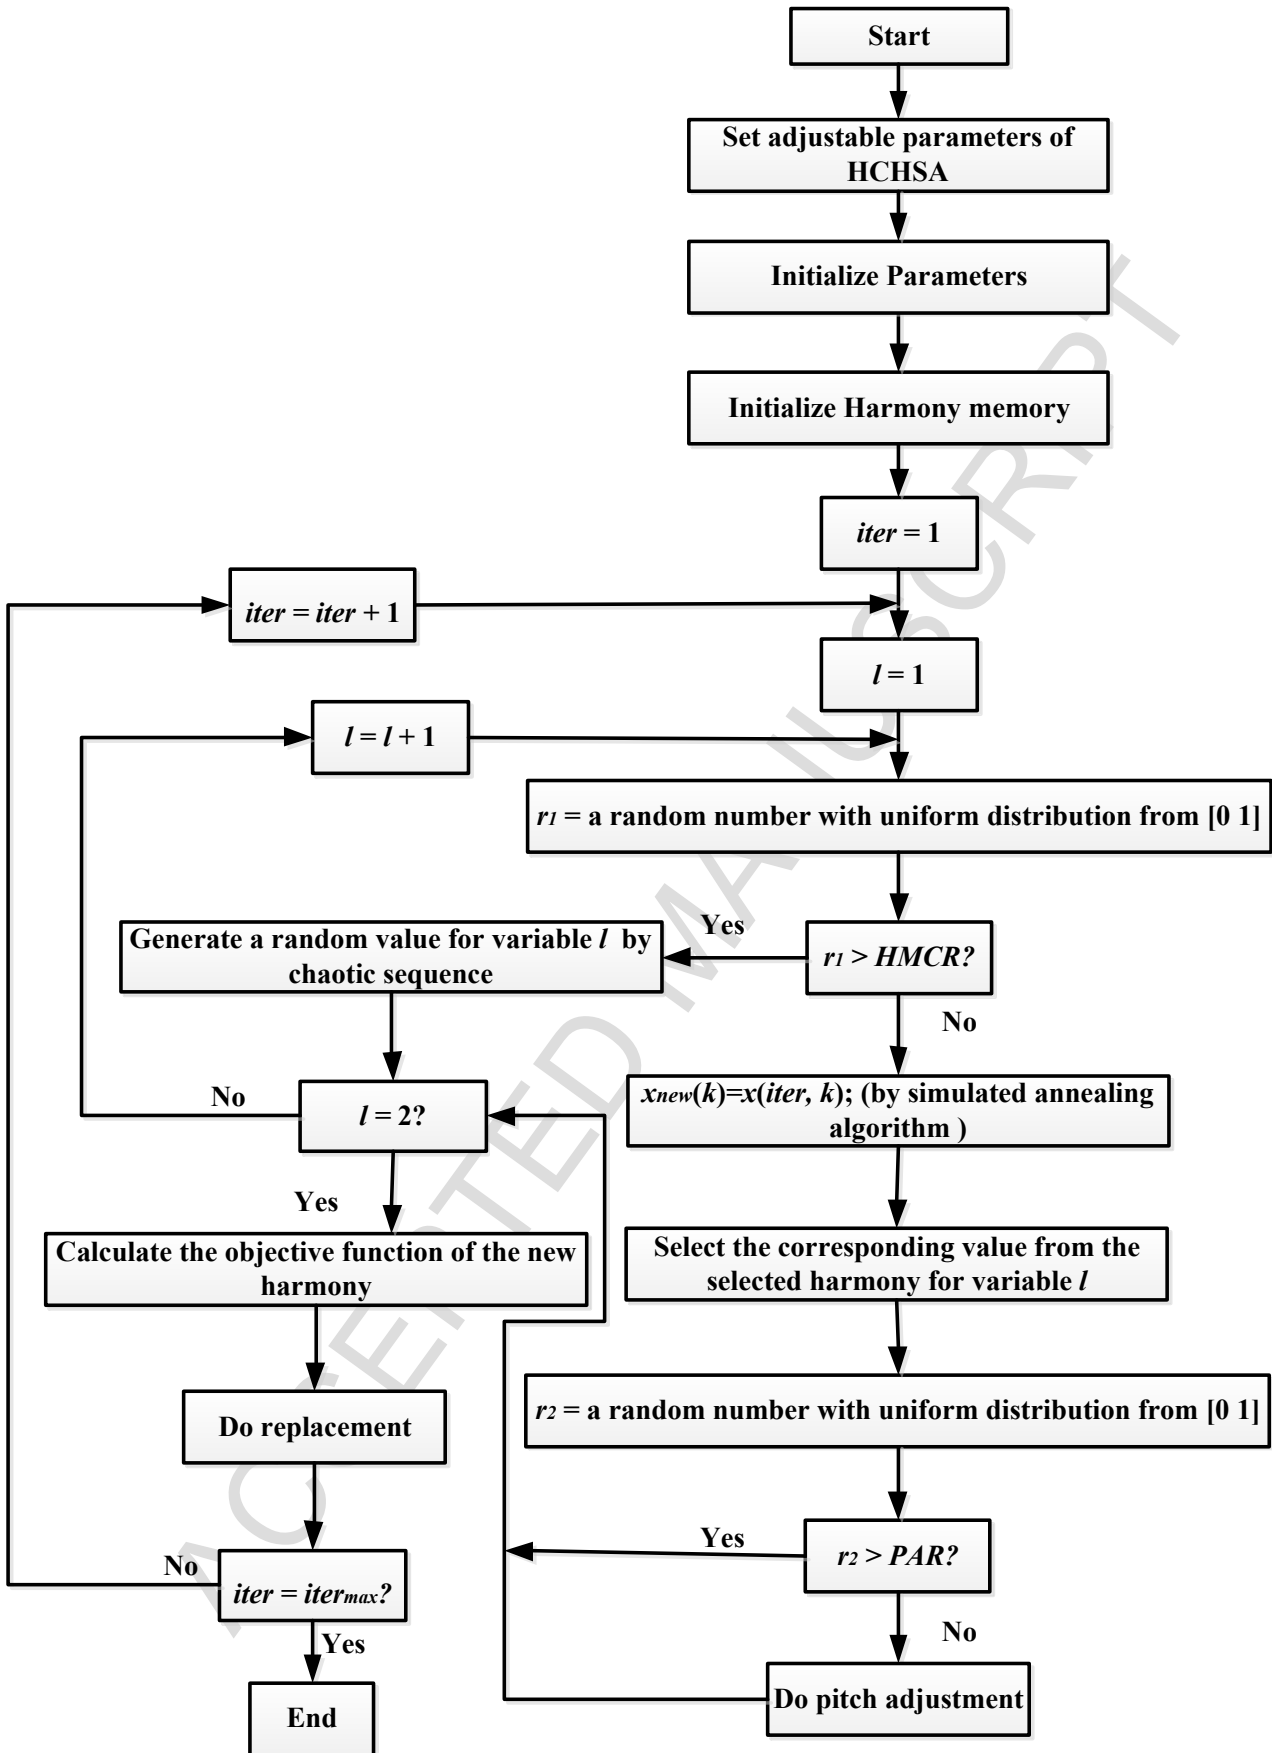 Start
Set adjustable parameters of
HCHSA
Initialize Parameters
Initialize Harmony memory
iter = 1
iter = iter + 1
l = 1
l = l + 1
r1 = a random number with uniform distribution from [0 1]
Yes
Generate a random value for variable l by
chaotic sequence
r1 > HMCR?
No
xnew(k)=x(iter, k); (by simulated annealing
algorithm )
No
l = 2?
Yes
Calculate the objective function of the new
harmony
Select the corresponding value from the
selected harmony for variable l
r2 = a random number with uniform distribution from [0 1]
Do replacement
Yes
r2 > PAR?
No
iter = itermax?
Yes
No
Do pitch adjustment
End
ACCEPTED MANUSCRIPT